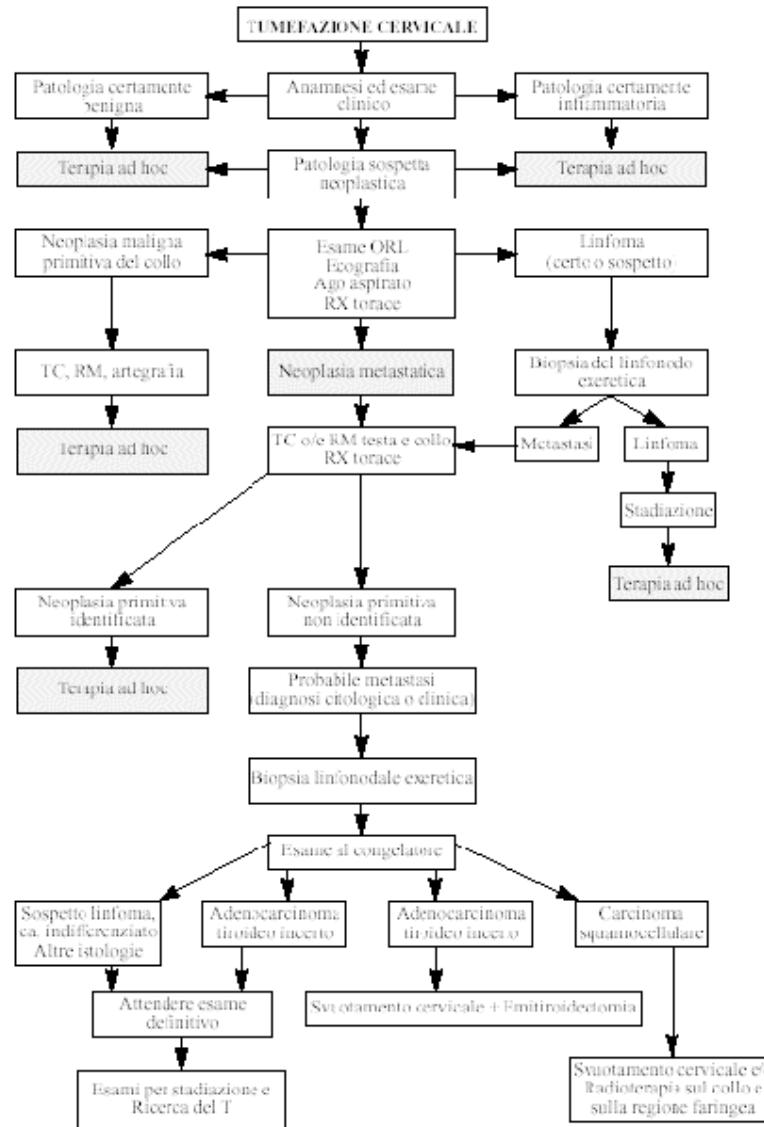 TUMEFAZIONE CERVICALE
Patologia certamente
benigna
Anamnesi ed esame
clinico
Patologia certamente
infiammatoria
Terapia ad hoc
Patologia sospetta
neoplastica
Terapia ad hoc
Neoplasia maligna
primitiva del collo
Esame ORL
Ecografia
Ago aspirato
RX torace
Linfoma
(certo o sospetto)
TC, RM, artegrafia
Neoplasia metastatica
Biopsia del linfonodo
exeretica
Terapia ad hoc
TC o/e RM testa e collo
RX torace
Metastasi
Linfoma
Stadiazione
Terapia ad hoc
Neoplasia primitiva
identificata
Neoplasia primitiva
non identificata
Terapia ad hoc
Probabile metastasi
(diagnosi citologica o clinica)
Biopsia linfonodale exeretica
Esame al congelatore
Sospetto linfoma,
ca. indifferenziato
Altre istologie
Adenocarcinoma
tiroideo incerto
Adenocarcinoma
tiroideo incerto
Carcinoma
squamocellulare
Attendere esame
definitivo
Svuotamento cervicale + Emitiroidectomia
Esami per stadiazione e
Ricerca del T
Svuotamento cervicale e/o
Radioterapia sul collo e
sulla regione faringea